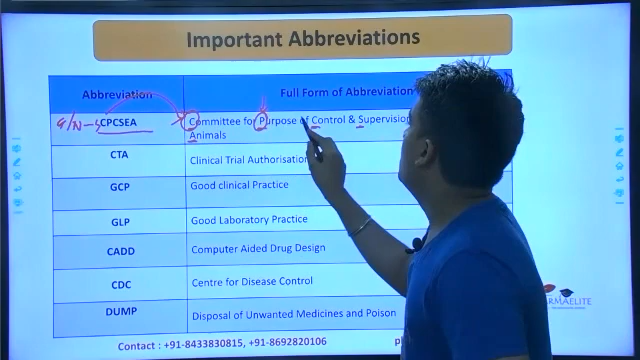 Important Abbreviations
Abbreviation
Full Form of Abbreviation
CPCSEA
Committee for Purpose of Control & Supervision
Animals
CTA
Clinical Trial Authorisation
GCP
Good clinical Practice
GLP
Good Laboratory Practice
CADD
Computer Aided Drug Design
CDC
Centre for Disease Control
DUMP
Disposal of Unwanted Medicines and Poison
ARMAELITE
Contact : +91-8433830815, +91-8692820106